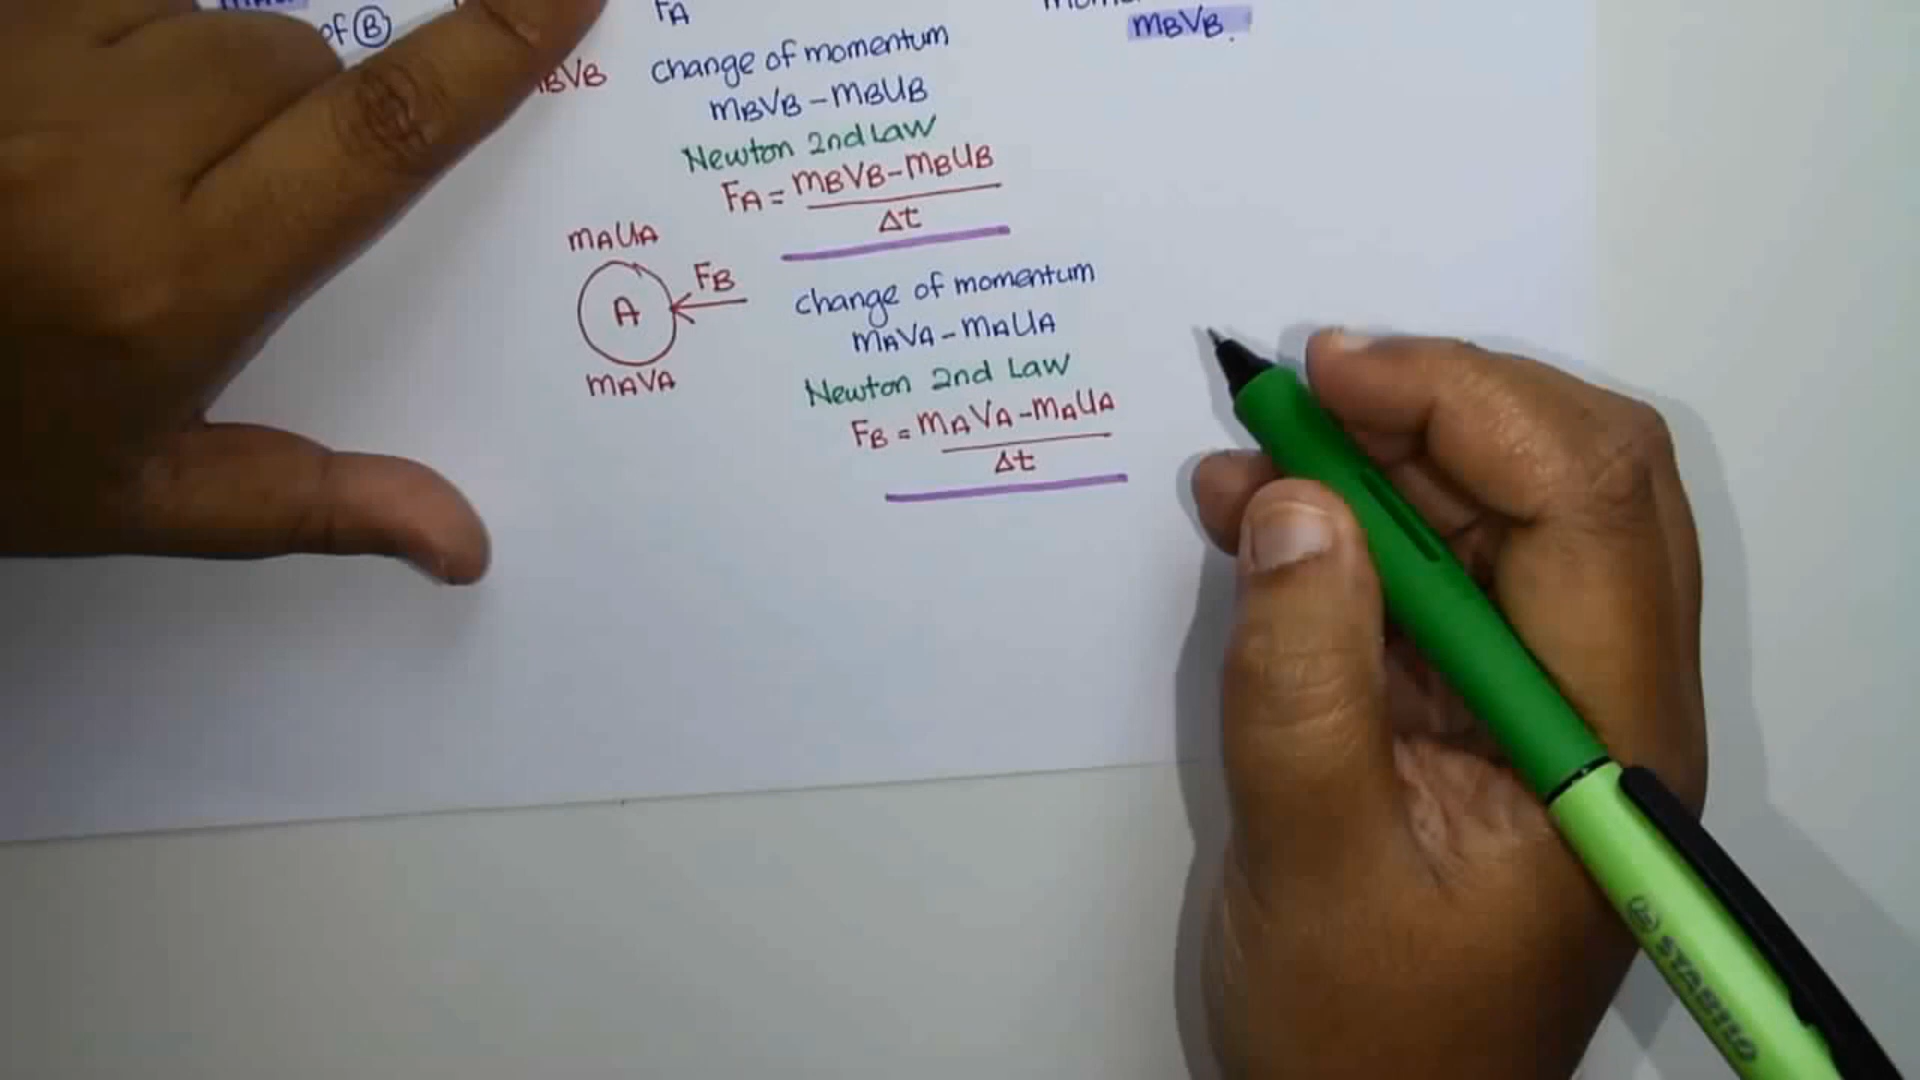 of B
FA
BVB
mBVB.
change of momentum
mBVB - mBUB
Newton 2nd Law
FA = mBVB - mBUB
Δt
mAUA
A
FB
mAVA
change of momentum
mAVA - mAUA
Newton 2nd Law
FB = mAVA - mAUA
Δt
STABILO